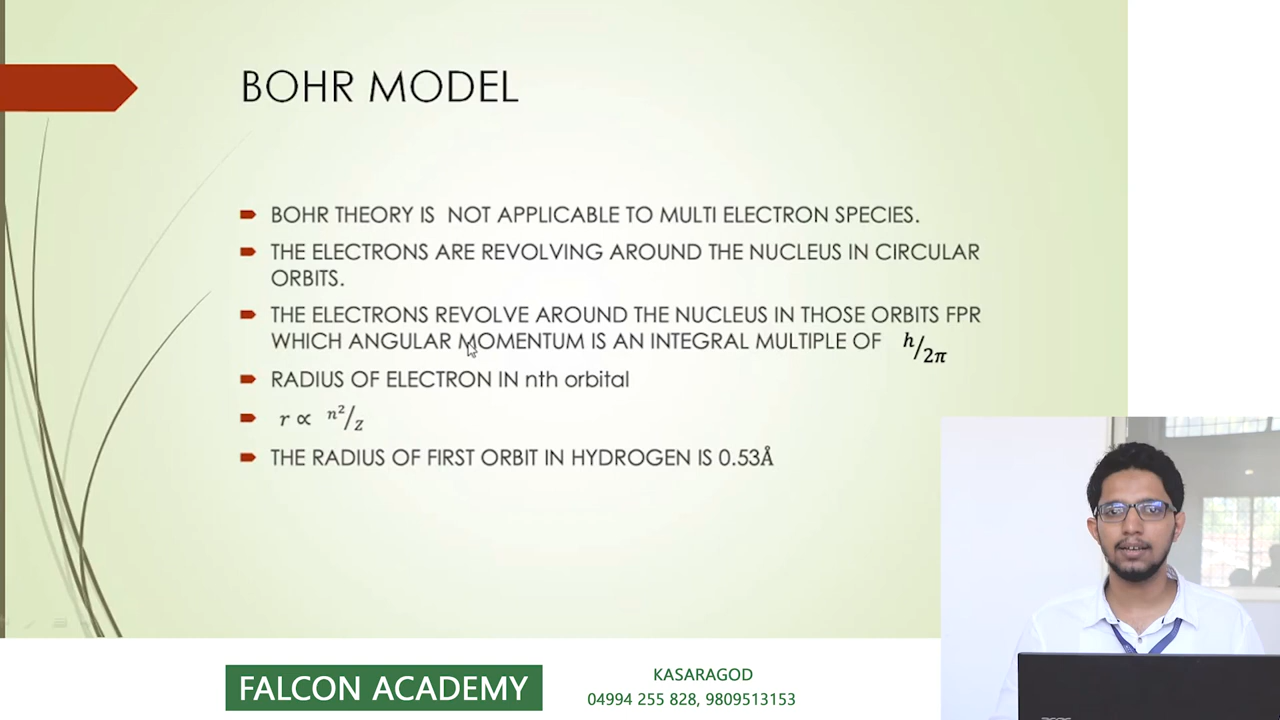 BOHR MODEL
BOHR THEORY IS NOT APPLICABLE TO MULTI ELECTRON SPECIES.
THE ELECTRONS ARE REVOLVING AROUND THE NUCLEUS IN CIRCULAR
ORBITS.
THE ELECTRONS REVOLVE AROUND THE NUCLEUS IN THOSE ORBITS FPR
WHICH ANGULAR MOMENTUM IS AN INTEGRAL MULTIPLE OF h/2π
RADIUS OF ELECTRON IN nth orbital
r ∝ n²/z
THE RADIUS OF FIRST ORBIT IN HYDROGEN IS 0.53Å
FALCON ACADEMY
KASARAGOD
04994 255 828, 9809513153